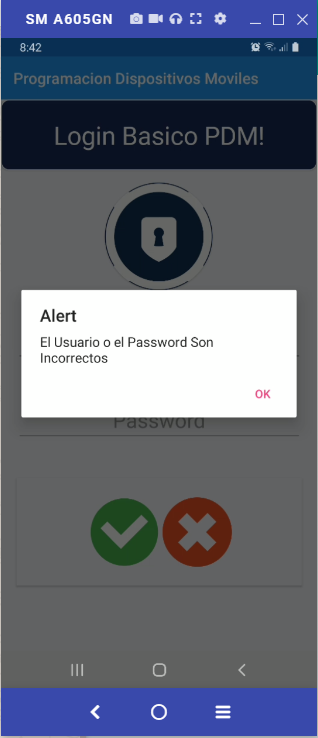 SM A605GN
8:42
Programacion Dispositivos Moviles
Login Basico PDM!
Alert
El Usuario o el Password Son
Incorrectos
OK
Password